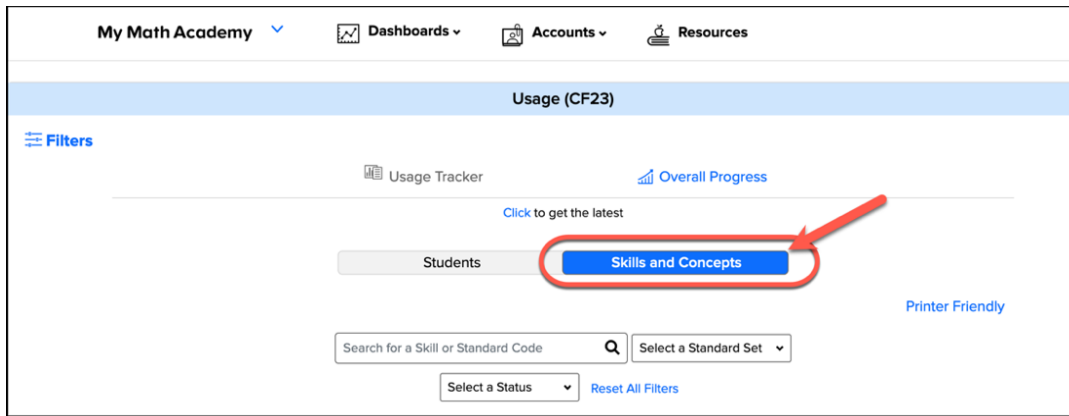 My Math Academy Dashboards Accounts Resources
Usage (CF23)
Filters
Usage Tracker Overall Progress
Click to get the latest
Students Skills and Concepts
Printer Friendly
Search for a Skill or Standard Code Select a Standard Set
Select a Status Reset All Filters